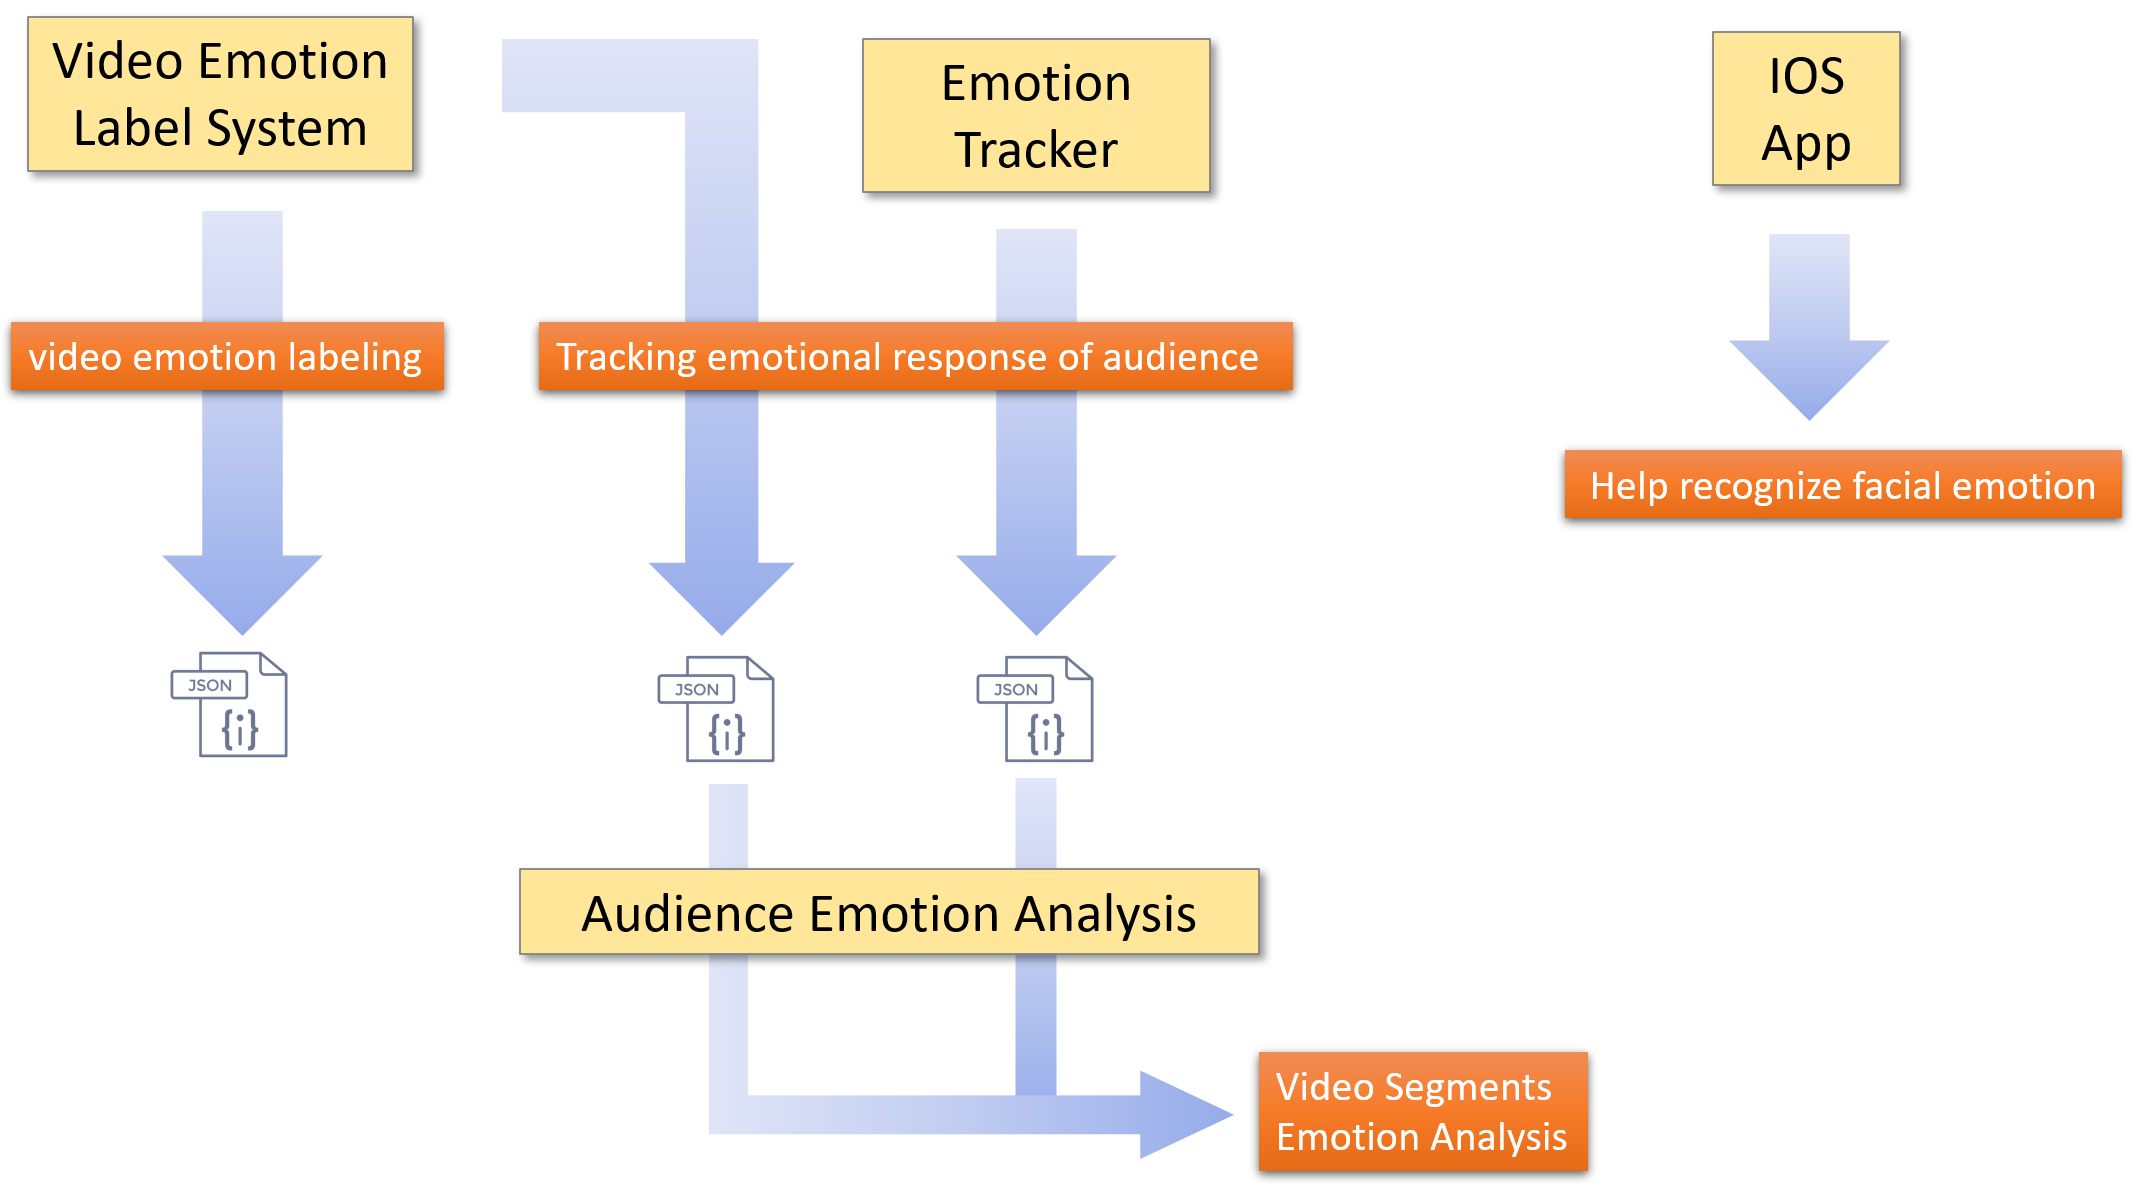 Video Emotion
Label System
Emotion
Tracker
IOS
App
video emotion labeling
Tracking emotional response of audience
Help recognize facial emotion
JSON
{i}
JSON
{i}
JSON
{i}
Audience Emotion Analysis
Video Segments
Emotion Analysis